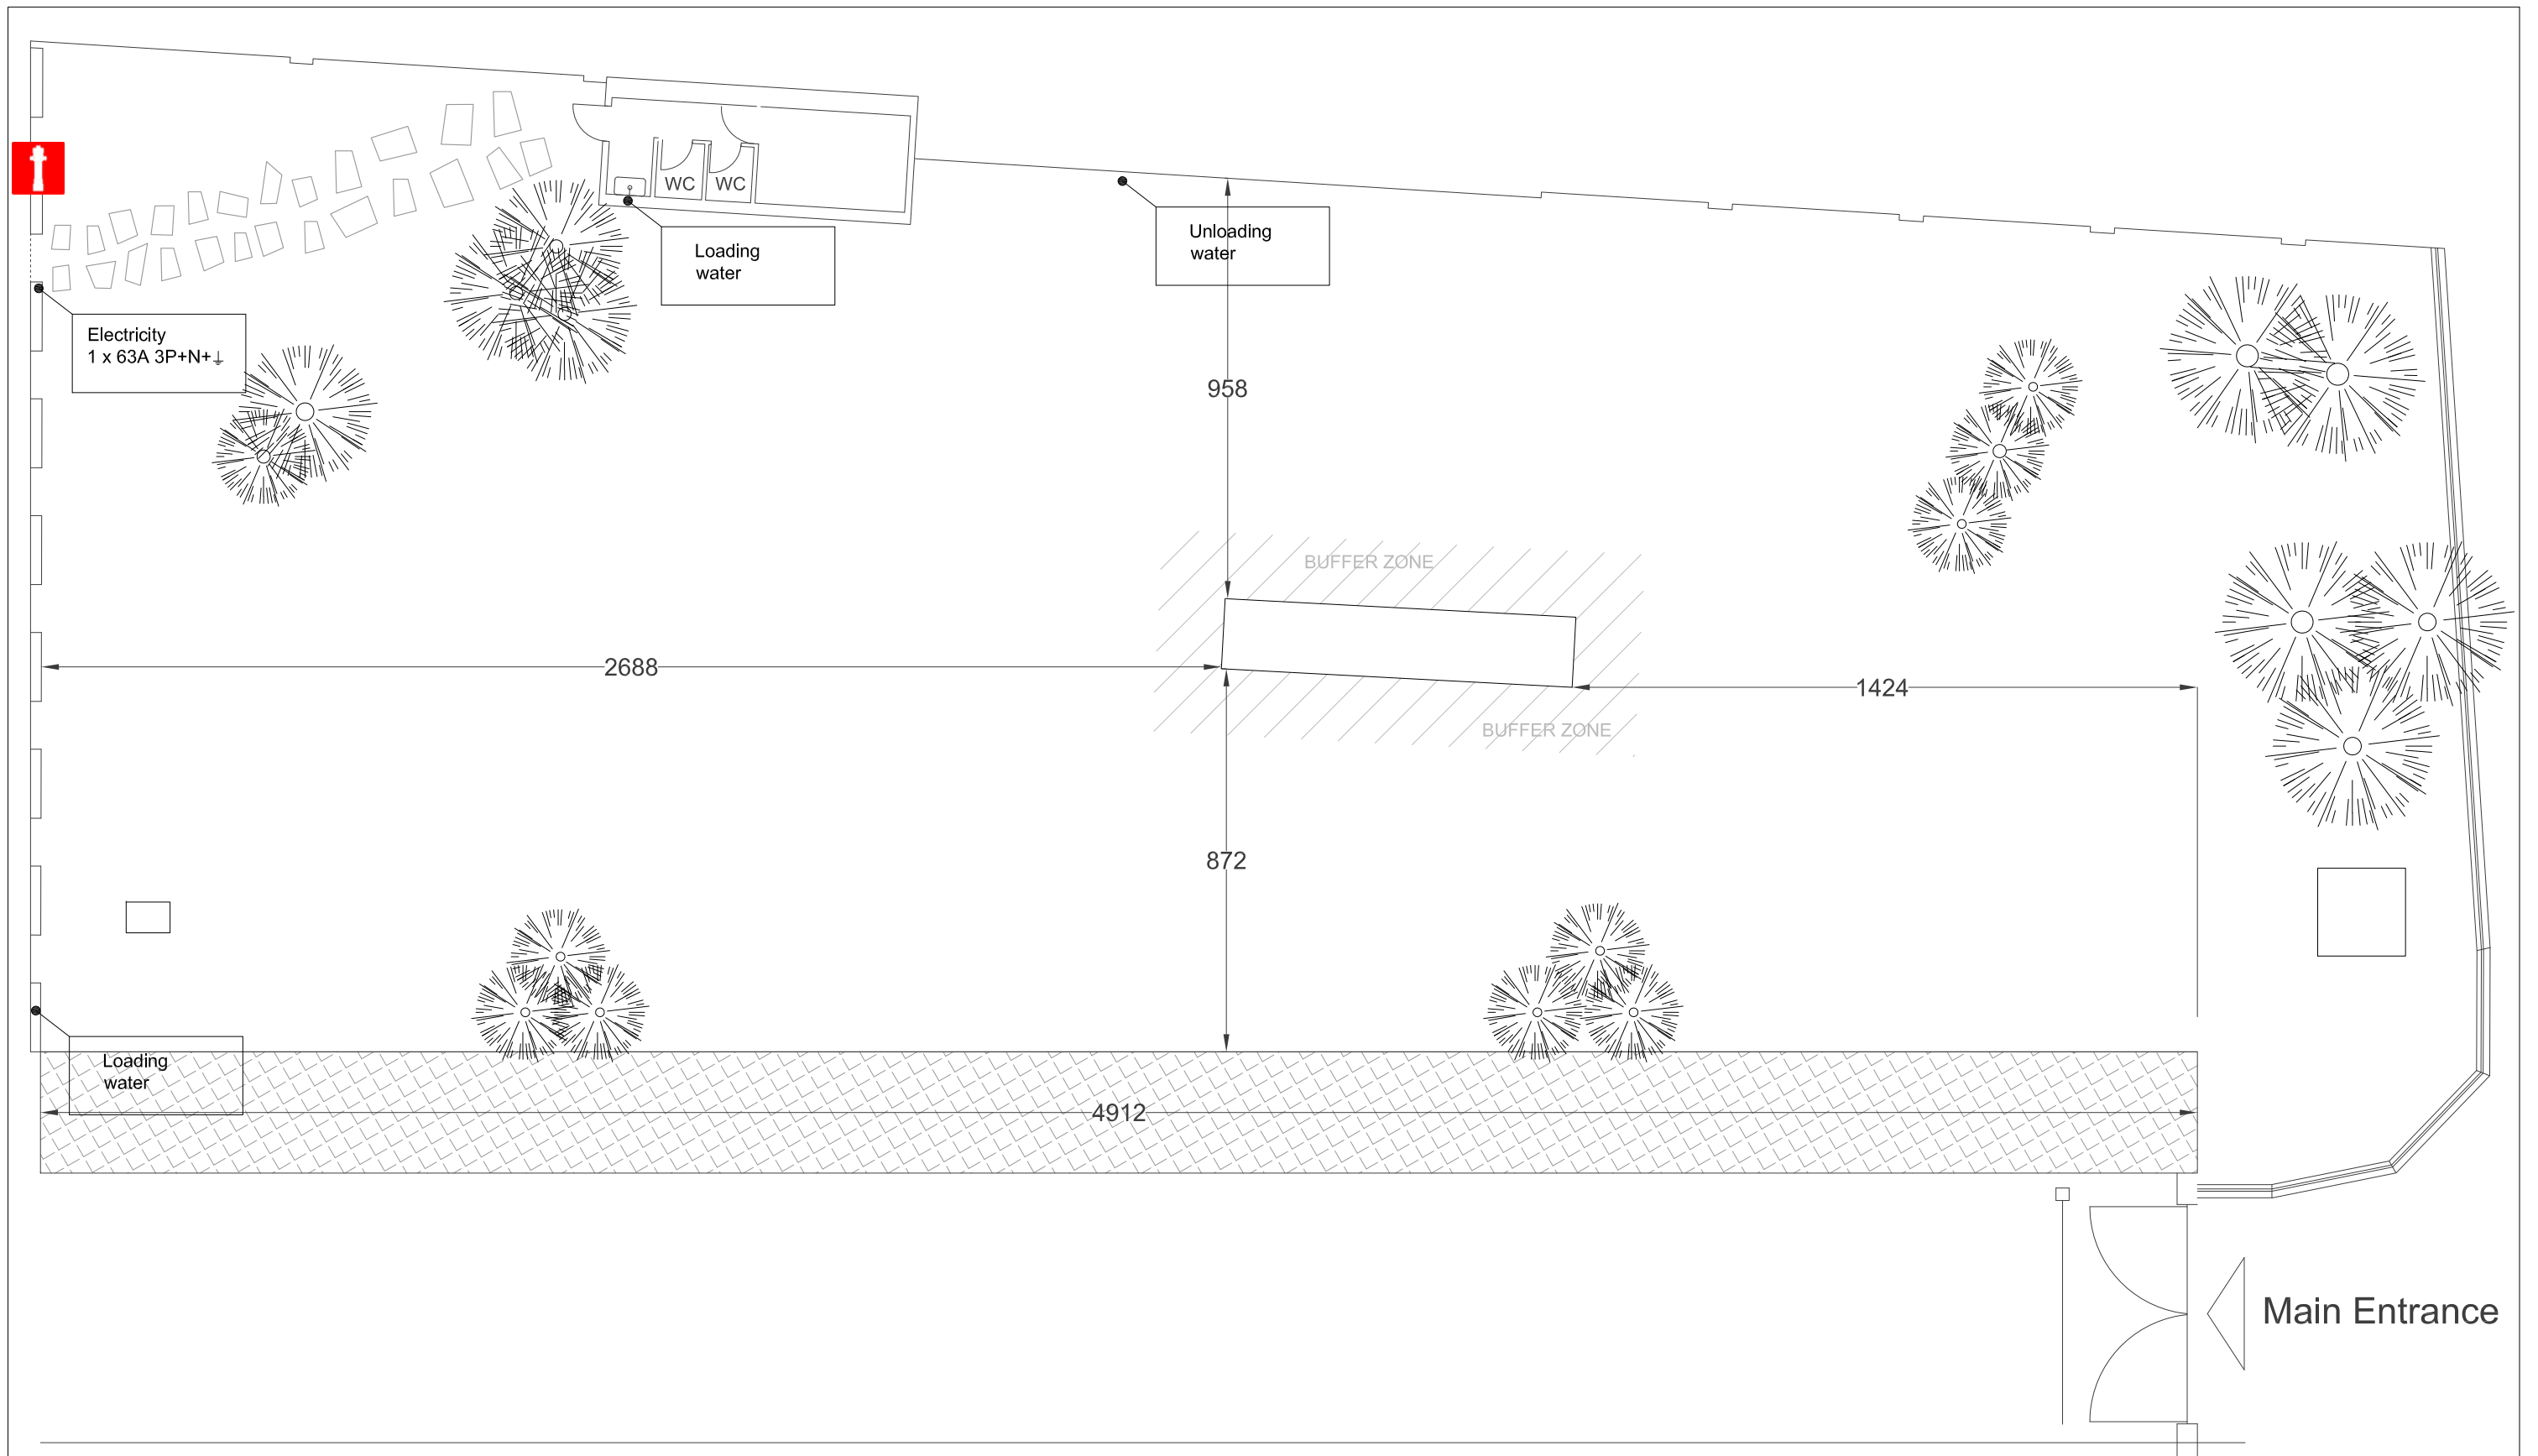 WC
WC
Loading
water
Unloading
water
Electricity
1 x 63A 3P+N+⏚
958
BUFFER ZONE
2688
1424
BUFFER ZONE
872
Loading
water
4912
Main Entrance